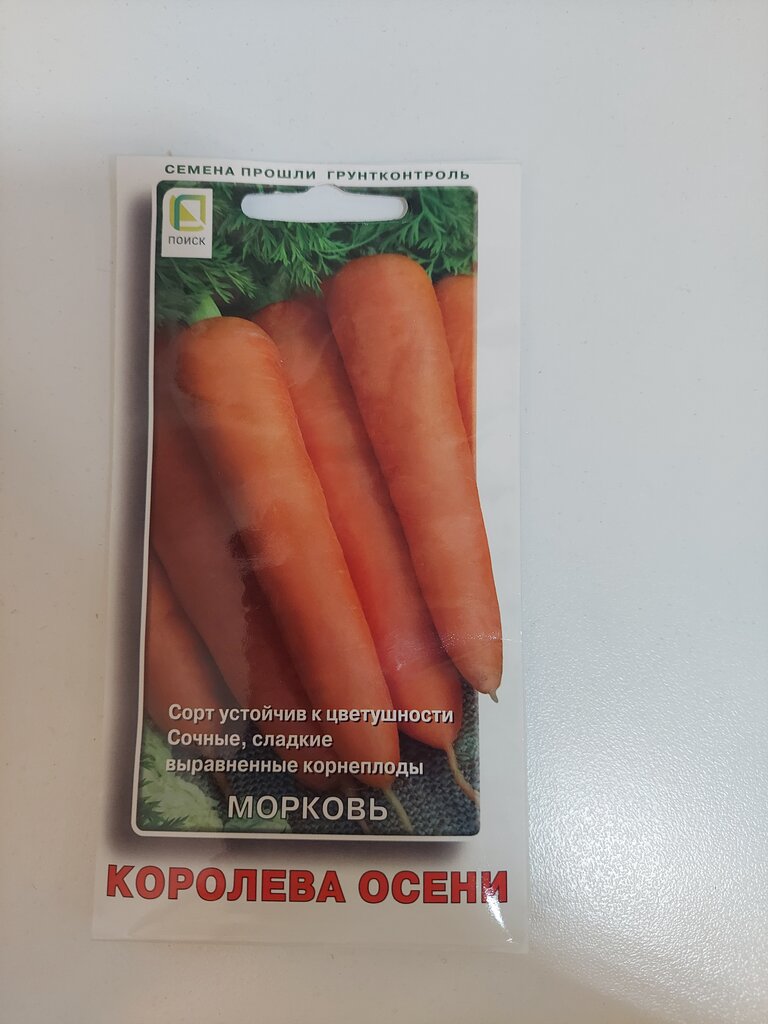 СЕМЕНА ПРОШЛИ ГРУНТКОНТРОЛЬ
ПОИСК
Сорт устойчив к цветушности
Сочные, сладкие
выравненные корнеплоды
МОРКОВЬ
КОРОЛЕВА ОСЕНИ